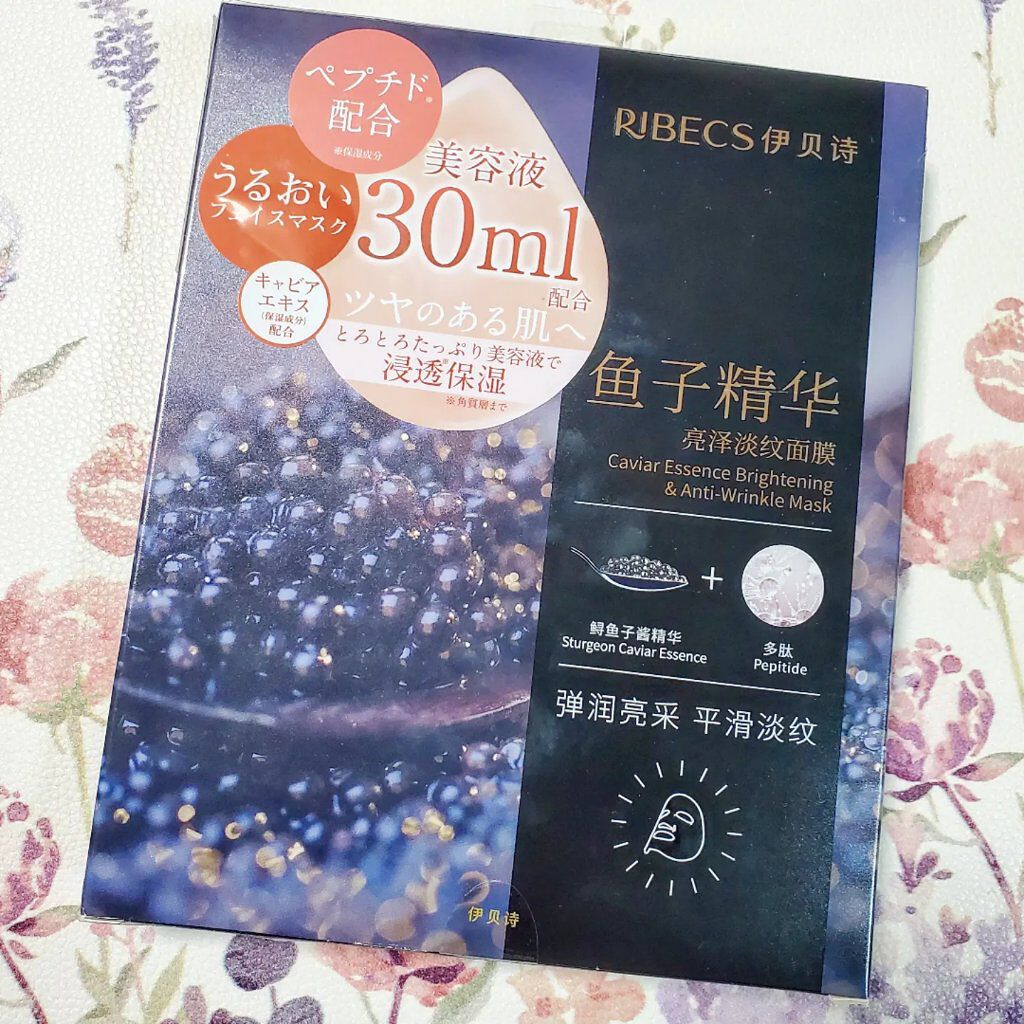 ペプチド®
配合
※保湿成分
うるおい
フェイスマスク
キャビア
エキス
(保湿成分)
配合
美容液
30ml
配合
ツヤのある肌へ
とろとろたっぷり美容液で
浸透※保湿
※角質層まで
RIBECS伊贝诗
鱼子精华
亮泽淡纹面膜
Caviar Essence Brightening
& Anti-Wrinkle Mask
+
鲟鱼子酱精华
Sturgeon Caviar Essence
多肽
Pepitide
弹润亮采 平滑淡纹
伊贝诗